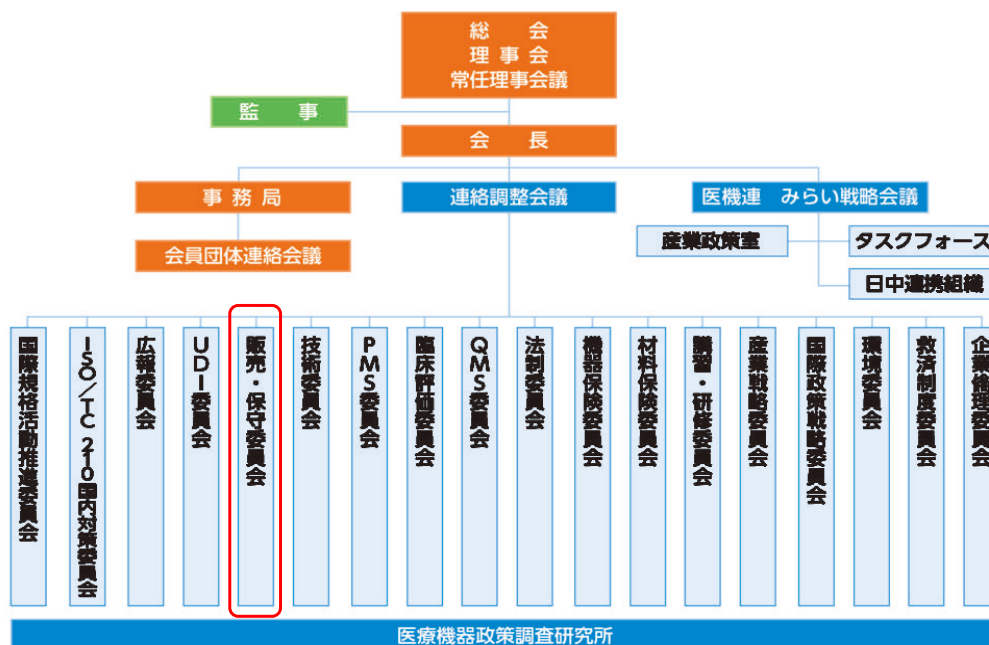 総　会
理 事 会
常任理事会議
監　事
会　長
事 務 局
連絡調整会議
医機連　みらい戦略会議
会員団体連絡会議
産業政策室
タスクフォース
日中連携組織
国際規格活動推進委員会
ISO／TC 210国内対策委員会
広報委員会
UDI委員会
販売・保守委員会
技術委員会
PMS委員会
臨床評価委員会
QMS委員会
法制委員会
機器保険委員会
材料保険委員会
講習・研修委員会
産業戦略委員会
国際政策戦略委員会
環境委員会
救済制度委員会
企業倫理委員会
医療機器政策調査研究所